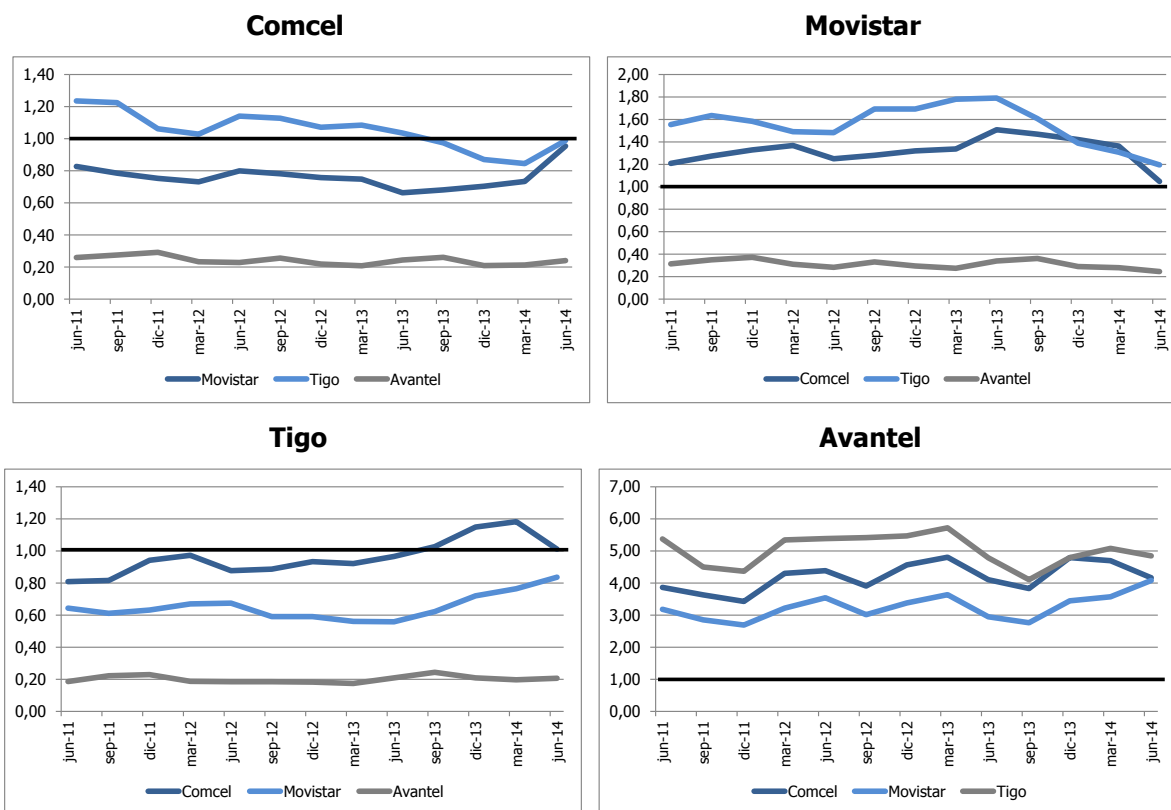 Comcel
1,40
1,20
1,00
0,80
0,60
0,40
0,20
0,00
jun-11
sep-11
dic-11
mar-12
jun-12
sep-12
dic-12
mar-13
jun-13
sep-13
dic-13
mar-14
jun-14
Movistar Tigo Avantel
Movistar
2,00
1,80
1,60
1,40
1,20
1,00
0,80
0,60
0,40
0,20
0,00
jun-11
sep-11
dic-11
mar-12
jun-12
sep-12
dic-12
mar-13
jun-13
sep-13
dic-13
mar-14
jun-14
Comcel Tigo Avantel
Tigo
1,40
1,20
1,00
0,80
0,60
0,40
0,20
0,00
jun-11
sep-11
dic-11
mar-12
jun-12
sep-12
dic-12
mar-13
jun-13
sep-13
dic-13
mar-14
jun-14
Comcel Movistar Avantel
Avantel
7,00
6,00
5,00
4,00
3,00
2,00
1,00
0,00
jun-11
sep-11
dic-11
mar-12
jun-12
sep-12
dic-12
mar-13
jun-13
sep-13
dic-13
mar-14
jun-14
Comcel Movistar Tigo